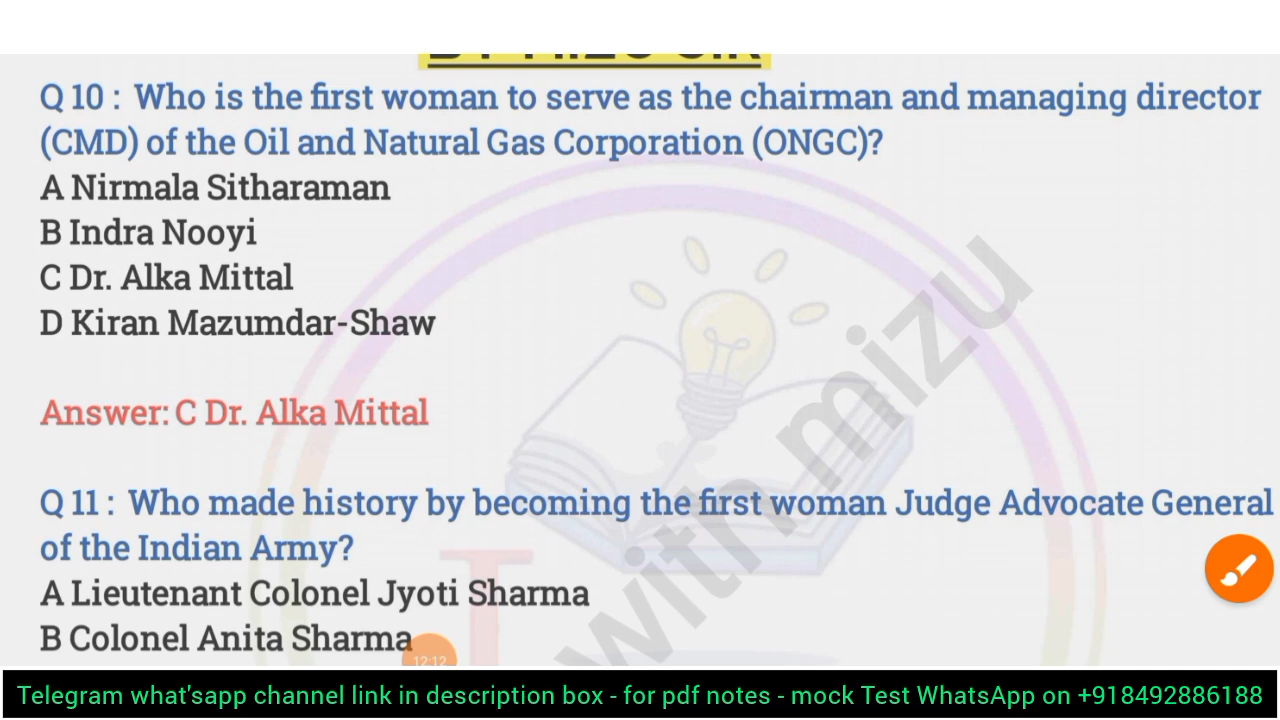 Q 10 : Who is the first woman to serve as the chairman and managing director
(CMD) of the Oil and Natural Gas Corporation (ONGC)?
A Nirmala Sitharaman
B Indra Nooyi
C Dr. Alka Mittal
D Kiran Mazumdar-Shaw
Answer: C Dr. Alka Mittal
Q 11 : Who made history by becoming the first woman Judge Advocate General
of the Indian Army?
A Lieutenant Colonel Jyoti Sharma
B Colonel Anita Sharma
12:12
with mizu
Telegram what'sapp channel link in description box - for pdf notes - mock Test WhatsApp on +918492886188